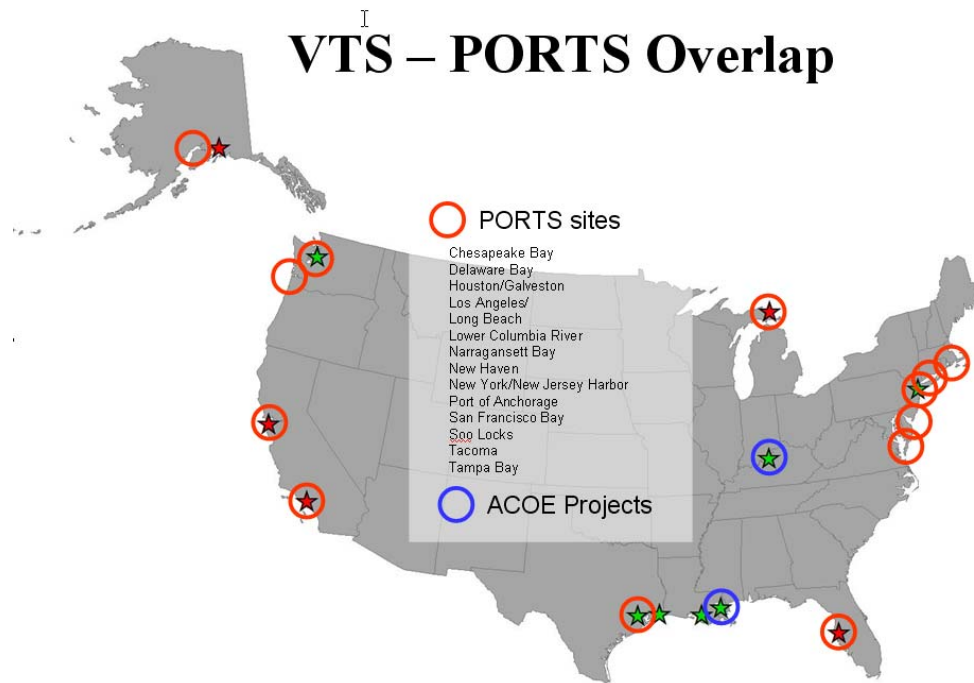 VTS – PORTS Overlap
PORTS sites
Chesapeake Bay
Delaware Bay
Houston/Galveston
Los Angeles/
Long Beach
Lower Columbia River
Narragansett Bay
New Haven
New York/New Jersey Harbor
Port of Anchorage
San Francisco Bay
Soo Locks
Tacoma
Tampa Bay
ACOE Projects